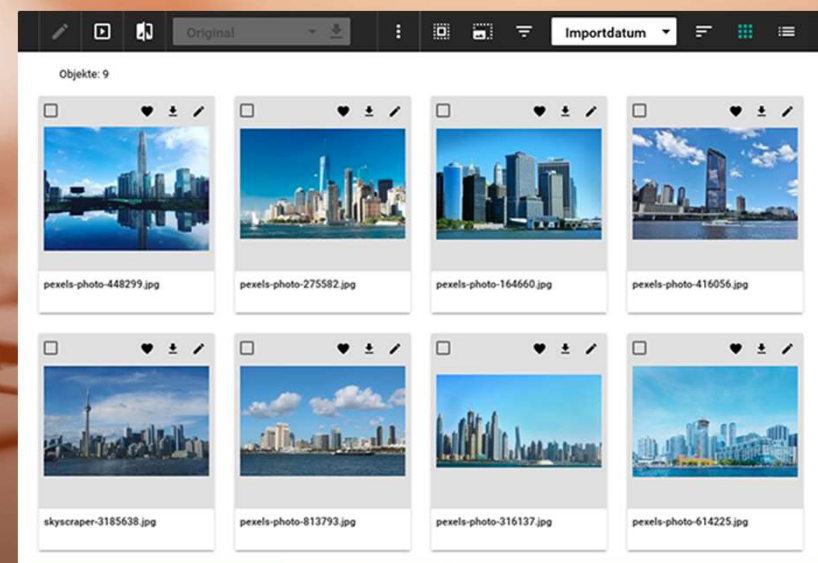 Original
Importdatum
Objekte: 9
pexels-photo-448299.jpg
pexels-photo-275582.jpg
pexels-photo-164660.jpg
pexels-photo-416056.jpg
skyscraper-3185638.jpg
pexels-photo-813793.jpg
pexels-photo-316137.jpg
pexels-photo-614225.jpg